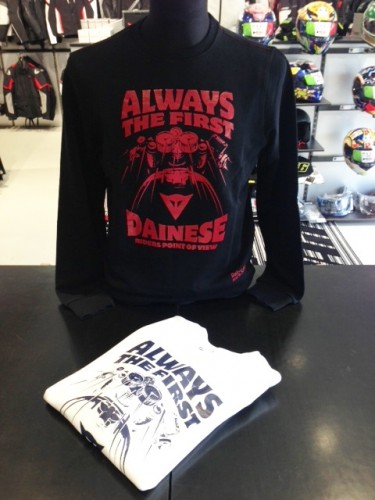 ALWAYS
THE FIRST
DAINESE
RIDERS POINT OF VIEW
ALWAYS
THE FIRST